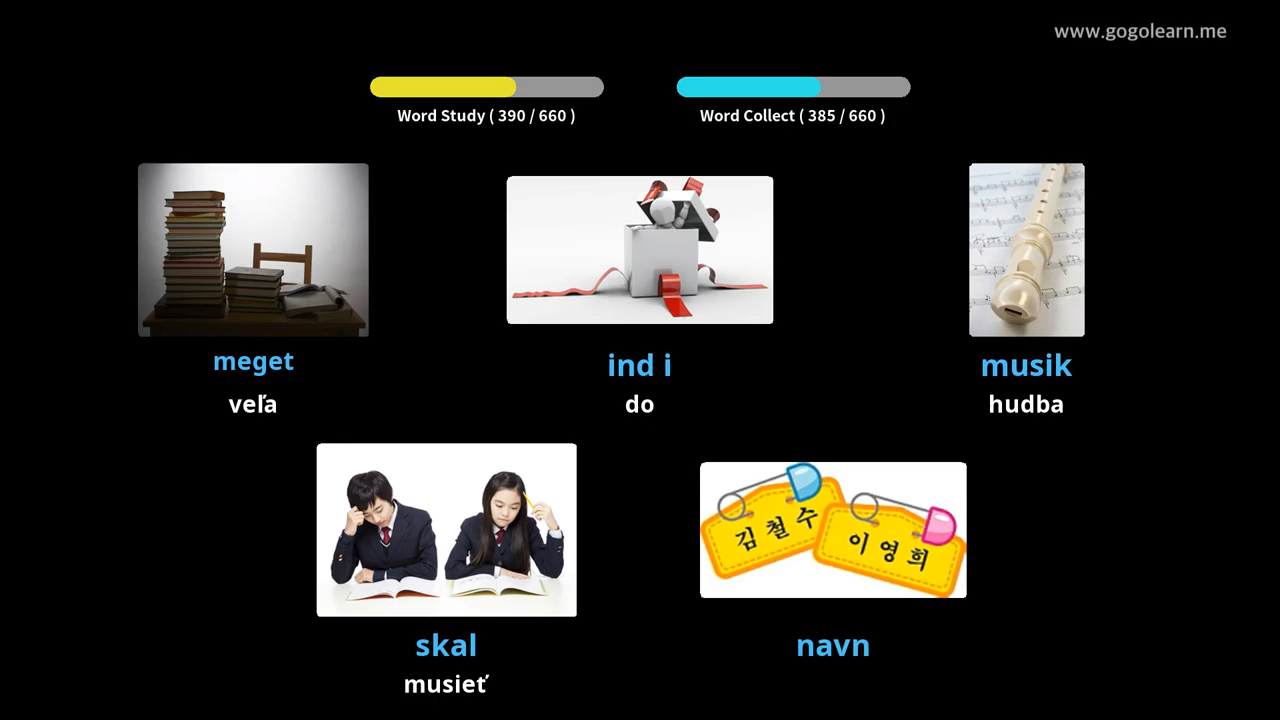 www.gogolearn.me
Word Study ( 390 / 660 )
Word Collect ( 385 / 660 )
meget
veľa
ind i
do
musik
hudba
skal
musieť
김철수
이영희
navn